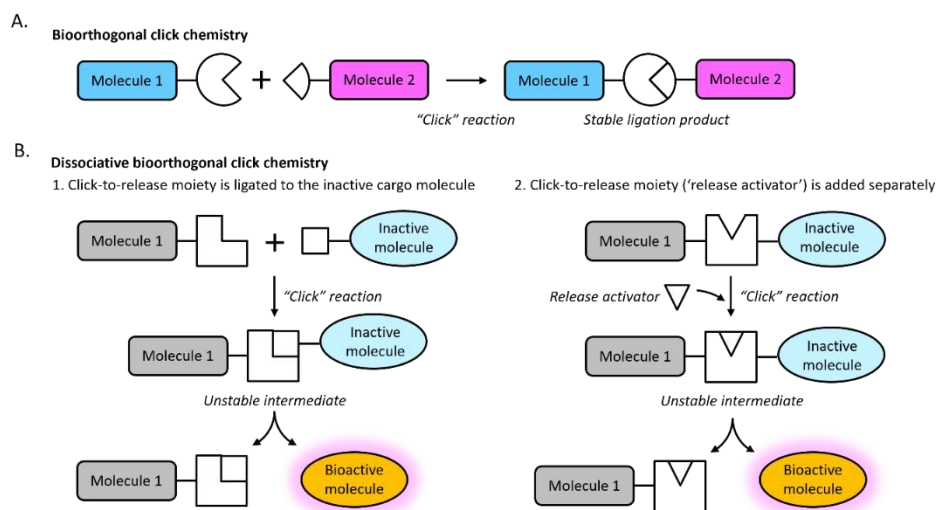 A.
Bioorthogonal click chemistry
Molecule 1
+
Molecule 2
Molecule 1
Molecule 2
“Click” reaction
Stable ligation product
B.
Dissociative bioorthogonal click chemistry
1. Click-to-release moiety is ligated to the inactive cargo molecule
Molecule 1
+
Inactive
molecule
“Click” reaction
Molecule 1
Inactive
molecule
Unstable intermediate
Molecule 1
Bioactive
molecule
2. Click-to-release moiety (‘release activator’) is added separately
Molecule 1
Inactive
molecule
Release activator
“Click” reaction
Molecule 1
Inactive
molecule
Unstable intermediate
Molecule 1
Bioactive
molecule